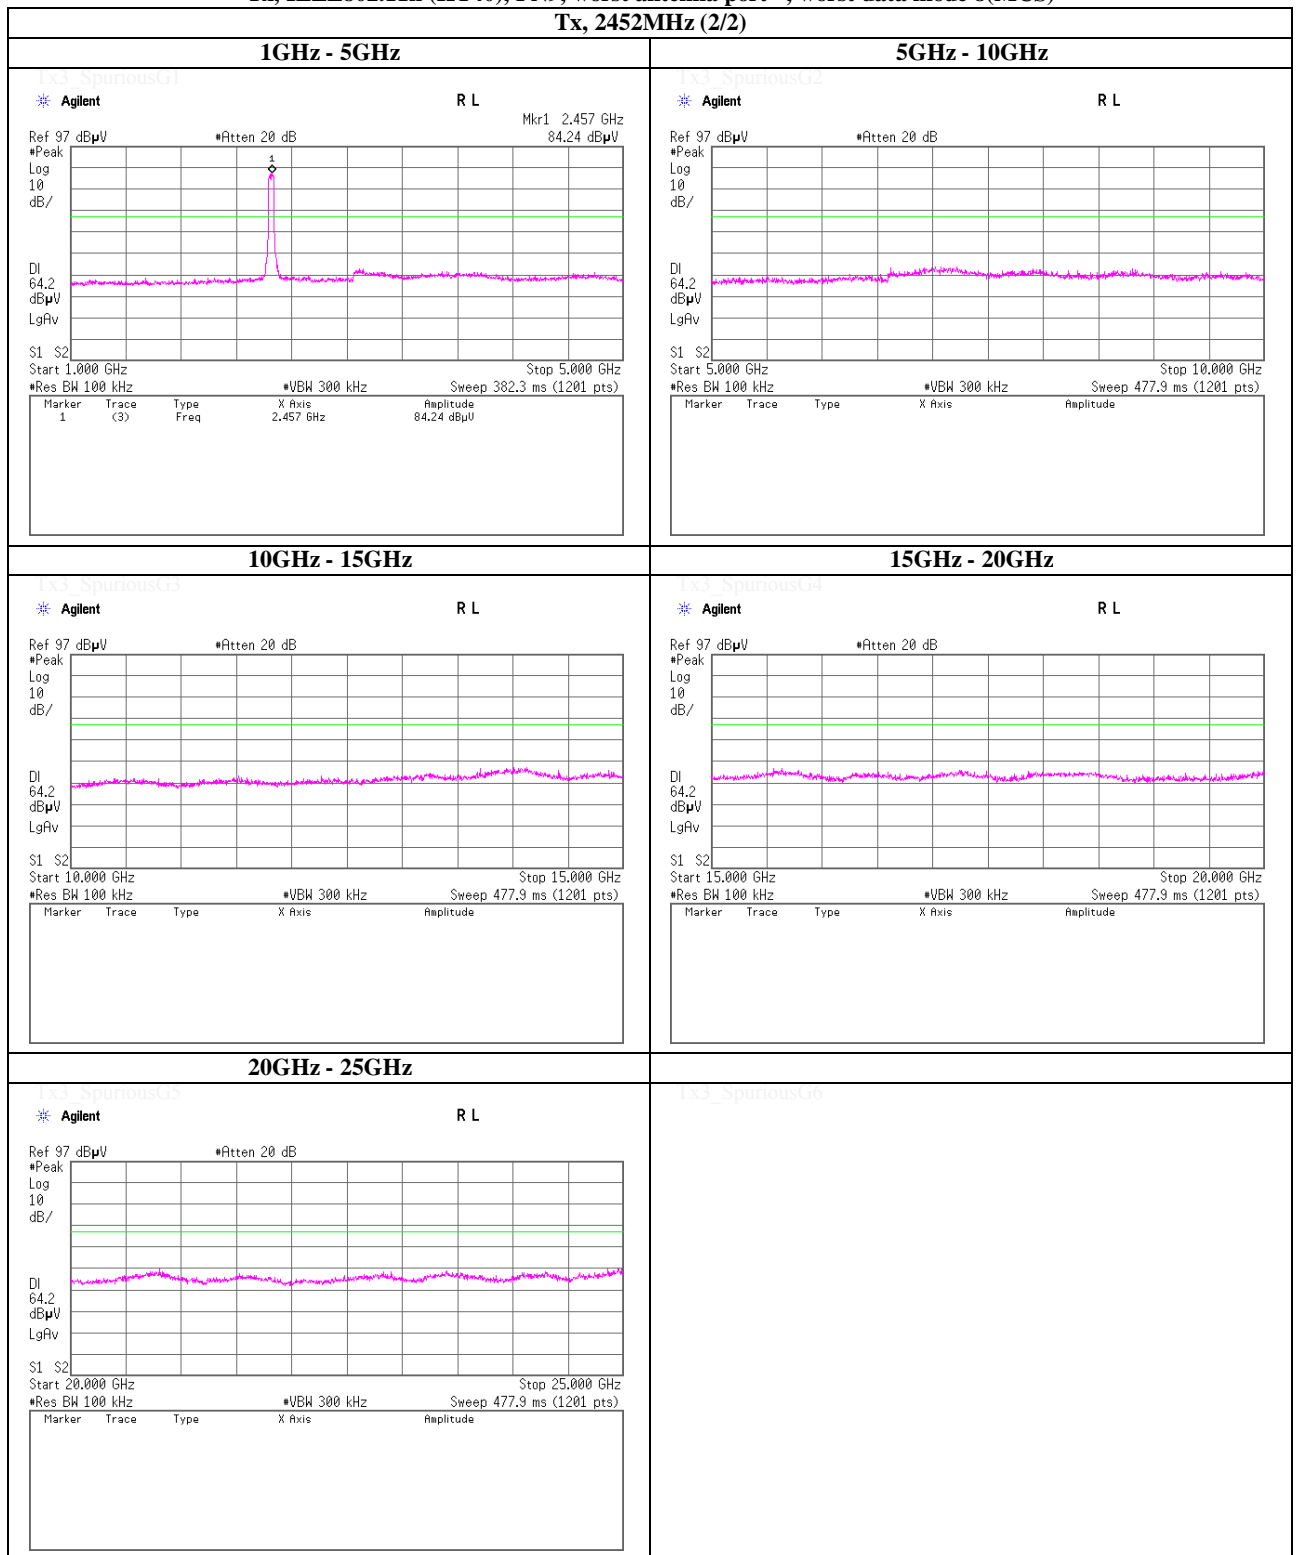 Tx, 2452MHz (2/2)
1GHz - 5GHz
5GHz - 10GHz
Tx3_SpuriousG1
Agilent
R L
Mkr1 2.457 GHz
Ref 97 dBµV
#Atten 20 dB
84.24 dBµV
#Peak
Log
10
dB/
1
DI
64.2
dBµV
LgAv
S1 S2
Start 1.000 GHz
Stop 5.000 GHz
#Res BW 100 kHz
#VBW 300 kHz
Sweep 382.3 ms (1201 pts)
Marker Trace Type X Axis Amplitude
1 (3) Freq 2.457 GHz 84.24 dBµV
Tx3_SpuriousG2
Agilent
R L
Ref 97 dBµV
#Atten 20 dB
#Peak
Log
10
dB/
DI
64.2
dBµV
LgAv
S1 S2
Start 5.000 GHz
Stop 10.000 GHz
#Res BW 100 kHz
#VBW 300 kHz
Sweep 477.9 ms (1201 pts)
Marker Trace Type X Axis Amplitude
10GHz - 15GHz
15GHz - 20GHz
Tx3_SpuriousG3
Agilent
R L
Ref 97 dBµV
#Atten 20 dB
#Peak
Log
10
dB/
DI
64.2
dBµV
LgAv
S1 S2
Start 10.000 GHz
Stop 15.000 GHz
#Res BW 100 kHz
#VBW 300 kHz
Sweep 477.9 ms (1201 pts)
Marker Trace Type X Axis Amplitude
Tx3_SpuriousG4
Agilent
R L
Ref 97 dBµV
#Atten 20 dB
#Peak
Log
10
dB/
DI
64.2
dBµV
LgAv
S1 S2
Start 15.000 GHz
Stop 20.000 GHz
#Res BW 100 kHz
#VBW 300 kHz
Sweep 477.9 ms (1201 pts)
Marker Trace Type X Axis Amplitude
20GHz - 25GHz
Tx3_SpuriousG5
Agilent
R L
Ref 97 dBµV
#Atten 20 dB
#Peak
Log
10
dB/
DI
64.2
dBµV
LgAv
S1 S2
Start 20.000 GHz
Stop 25.000 GHz
#Res BW 100 kHz
#VBW 300 kHz
Sweep 477.9 ms (1201 pts)
Marker Trace Type X Axis Amplitude
Tx3_SpuriousG6